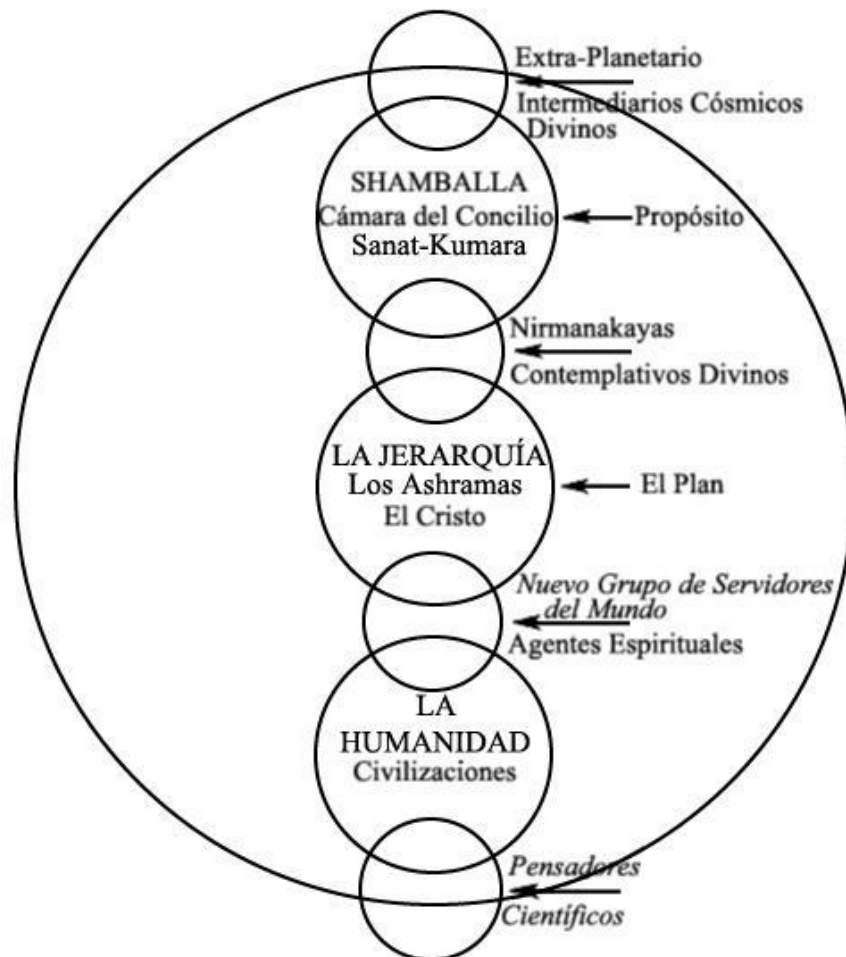 Extra-Planetario
Intermediarios Cósmicos
Divinos
SHAMBALLA
Cámara del Concilio
Sanat-Kumara
Propósito
Nirmanakayas
Contemplativos Divinos
LA JERARQUÍA
Los Ashramas
El Cristo
El Plan
Nuevo Grupo de Servidores
del Mundo
Agentes Espirituales
LA
HUMANIDAD
Civilizaciones
Pensadores
Científicos